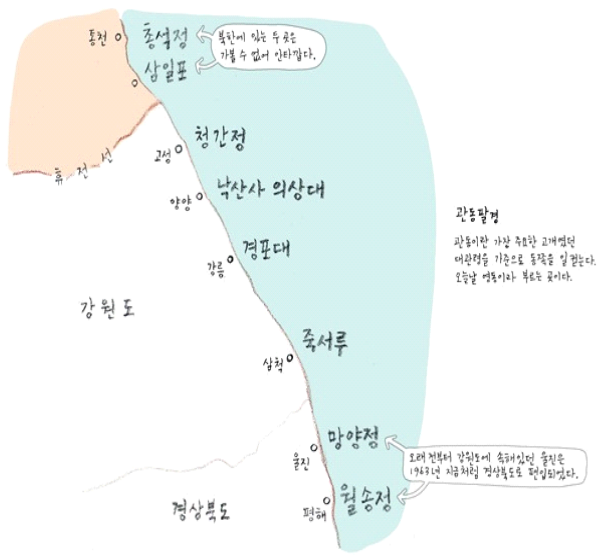 통천
총석정
북한에 있는 두 곳은
가볼 수 없어 안타깝다.
삼일포
휴전선
고성
청간정
양양
낙산사 의상대
강릉
경포대
관동팔경
관동이란 가장 주요한 고개였던
대관령을 기준으로 동쪽을 일컫는다.
오늘날 영동이라 부르는 곳이다.
강원도
삼척
죽서루
울진
망양정
오래 전부터 강원도에 속해있던 울진은
1963년 지금처럼 경상북도로 편입되었다.
경상북도
평해
월송정